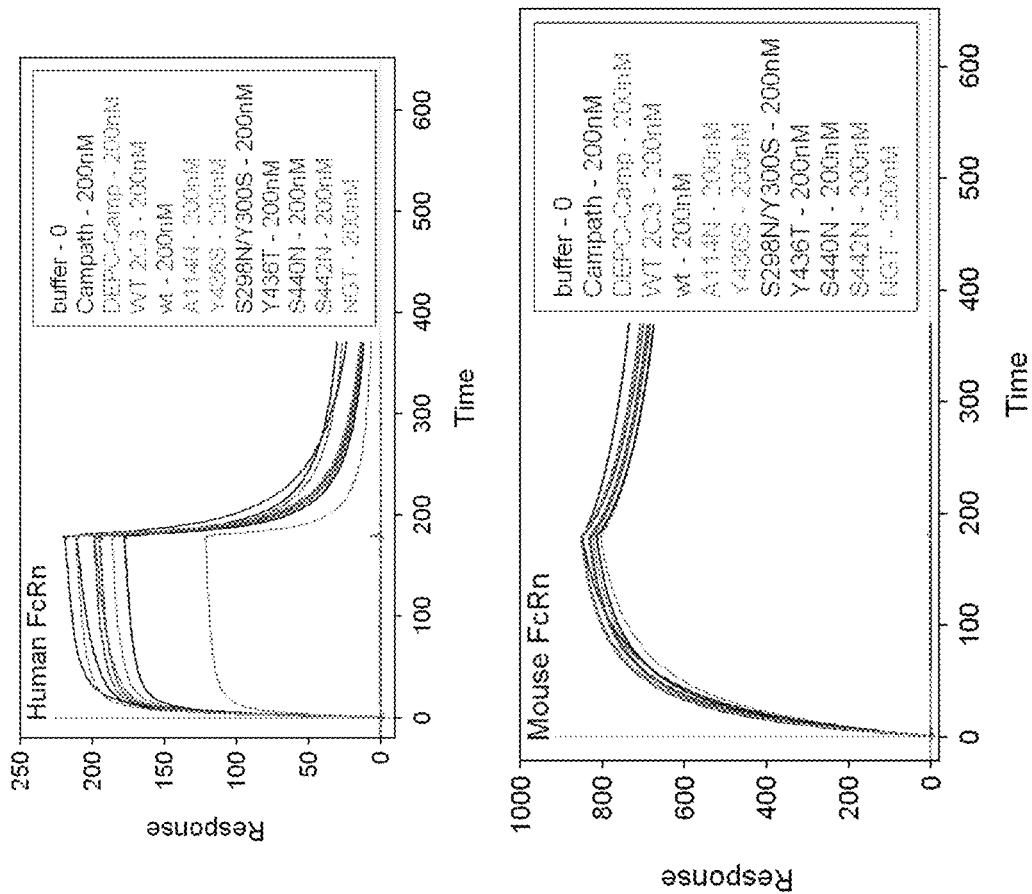 Human FcRn
Response
250
200
150
100
50
0
0
100
200
300
400
500
600
Time
buffer - 0
Campath - 200nM
DEPC-Camp - 200nM
WT 2C3 - 200nM
wt - 200nM
A114N - 200nM
Y436S - 200nM
S298N/Y300S - 200nM
Y436T - 200nM
S440N - 200nM
S442N - 200nM
NGT - 200nM
Mouse FcRn
Response
1000
800
600
400
200
0
0
100
200
300
400
500
600
Time
buffer - 0
Campath - 200nM
DEPC-Camp - 200nM
WT 2C3 - 200nM
wt - 200nM
A114N - 200nM
Y436S - 200nM
S298N/Y300S - 200nM
Y436T - 200nM
S440N - 200nM
S442N - 200nM
NGT - 200nM